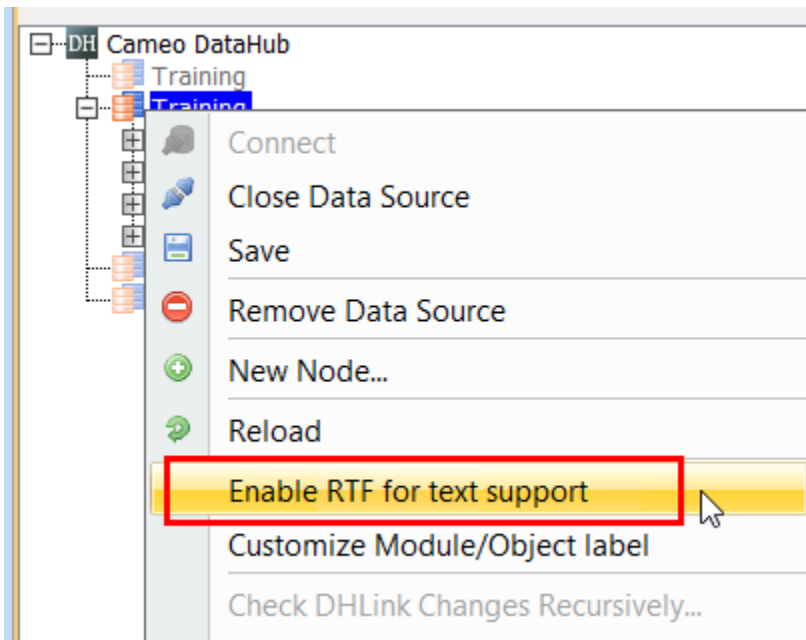 DH Cameo DataHub
Training
Training
Connect
Close Data Source
Save
Remove Data Source
New Node...
Reload
Enable RTF for text support
Customize Module/Object label
Check DHLink Changes Recursively...